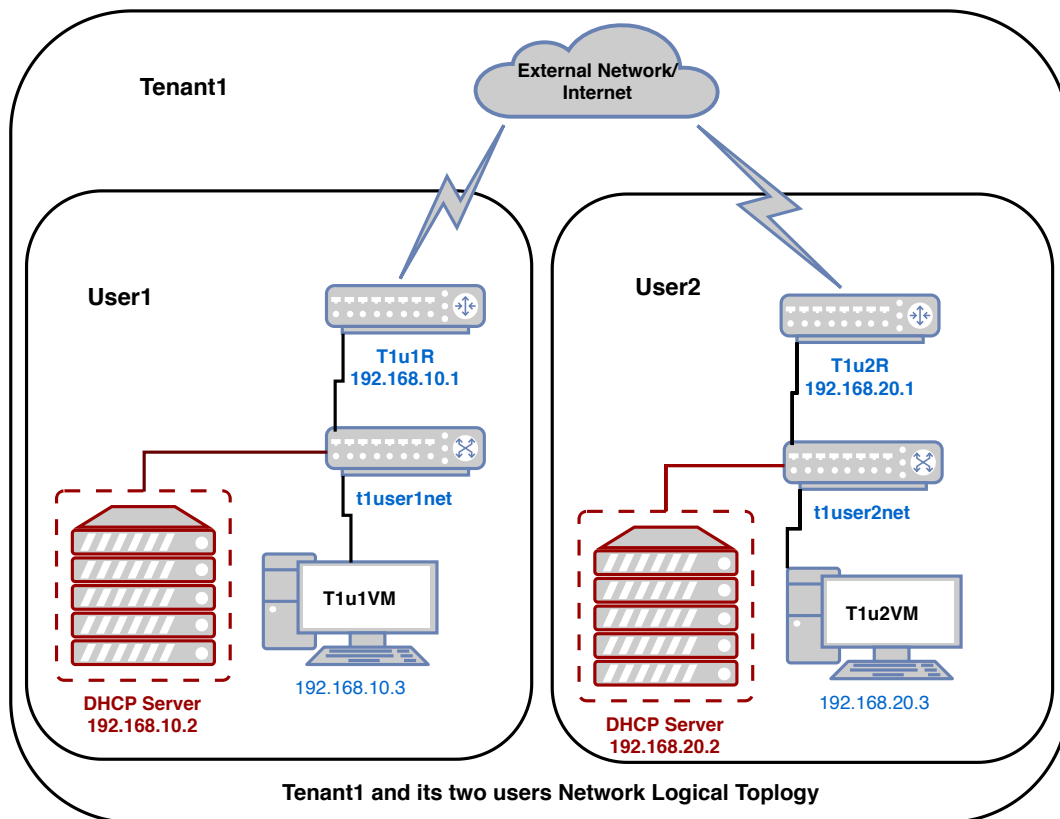 External Network/
Internet
Tenant1
User1
T1u1R
192.168.10.1
t1user1net
T1u1VM
192.168.10.3
DHCP Server
192.168.10.2
User2
T1u2R
192.168.20.1
t1user2net
T1u2VM
192.168.20.3
DHCP Server
192.168.20.2
Tenant1 and its two users Network Logical Toplogy